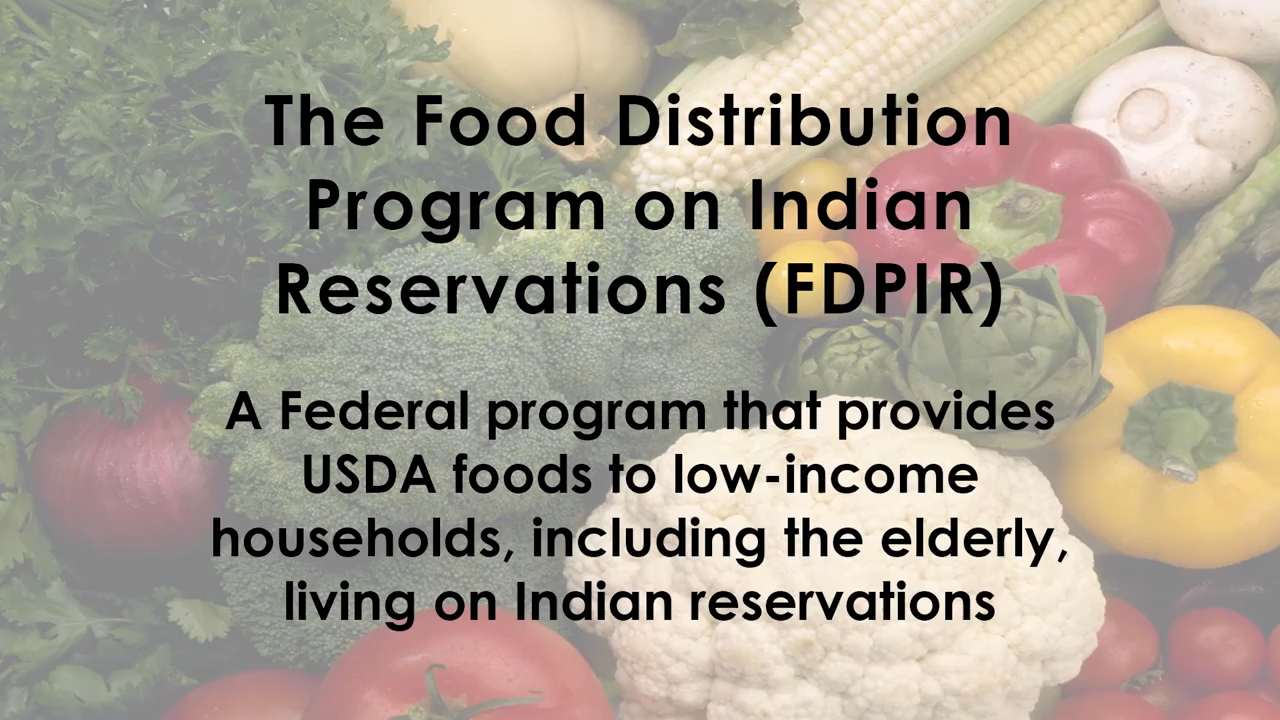 The Food Distribution
Program on Indian
Reservations (FDPIR)
A Federal program that provides
USDA foods to low-income
households, including the elderly,
living on Indian reservations